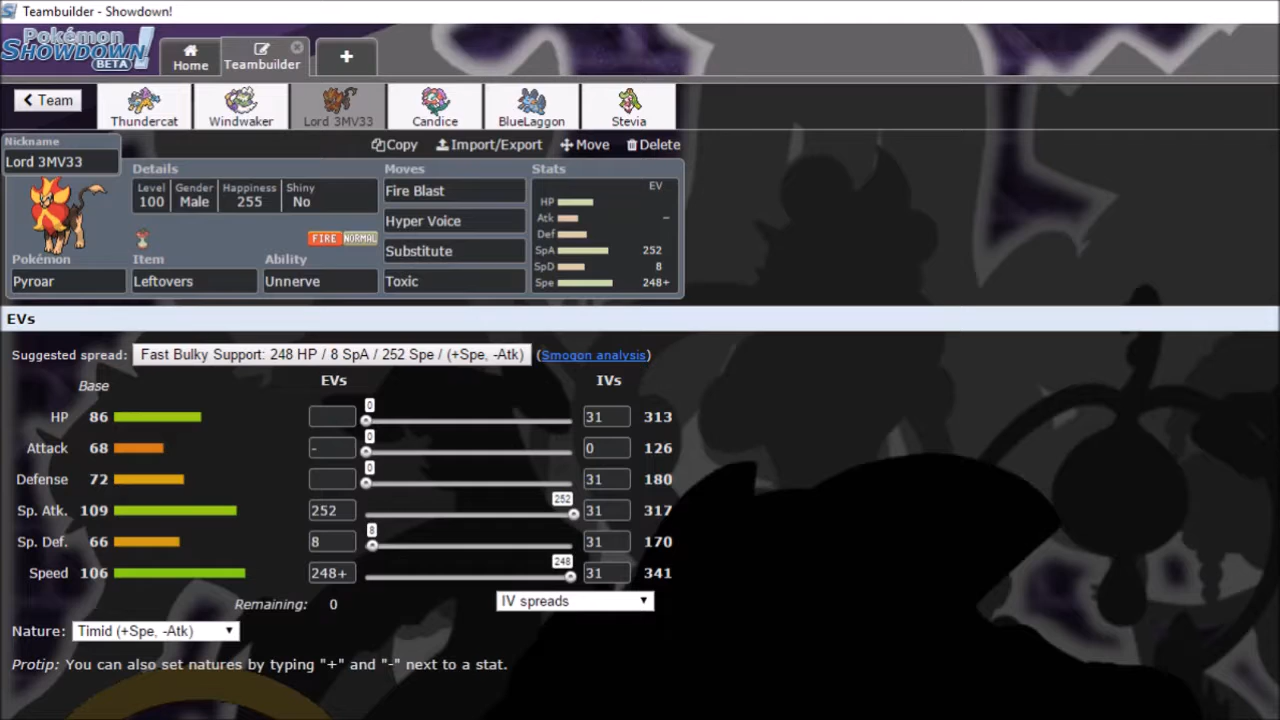 Teambuilder - Showdown!
Pokémon
SHOWDOWN!
BETA
Home
Teambuilder
+
< Team
Thundercat
Windwaker
Lord 3MV33
Candice
BlueLaggon
Stevia
Copy Import/Export Move Delete
Nickname
Lord 3MV33
Details
Level Gender Happiness Shiny
100 Male 255 No
FIRE NORMAL
Pokémon Item Ability
Pyroar Leftovers Unnerve
Moves
Fire Blast
Hyper Voice
Substitute
Toxic
Stats
EV
HP
Atk –
Def
SpA 252
SpD 8
Spe 248+
EVs
Suggested spread: Fast Bulky Support: 248 HP / 8 SpA / 252 Spe / (+Spe, -Atk) (Smogon analysis)
Base EVs IVs
HP 86 0 31 313
Attack 68 - 0 0 126
Defense 72 0 31 180
Sp. Atk. 109 252 252 31 317
Sp. Def. 66 8 8 31 170
Speed 106 248+ 248 31 341
Remaining: 0 IV spreads
Nature: Timid (+Spe, -Atk)
Protip: You can also set natures by typing "+" and "-" next to a stat.